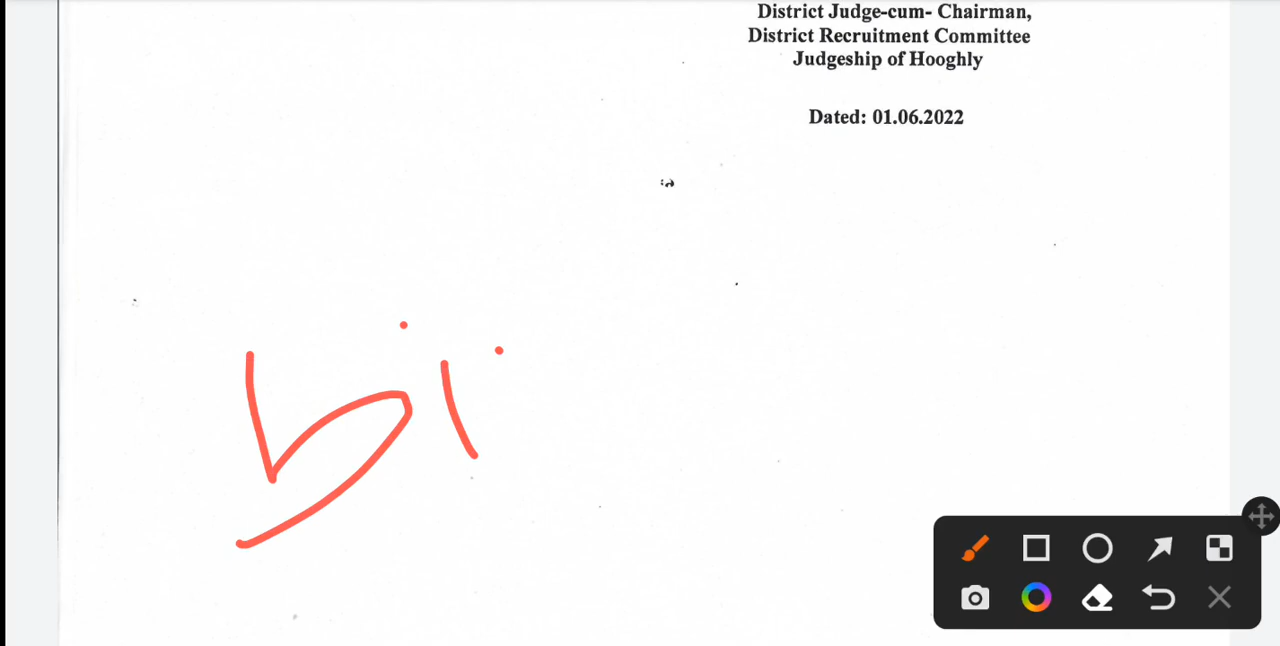 District Judge-cum- Chairman,
District Recruitment Committee
Judgeship of Hooghly
Dated: 01.06.2022